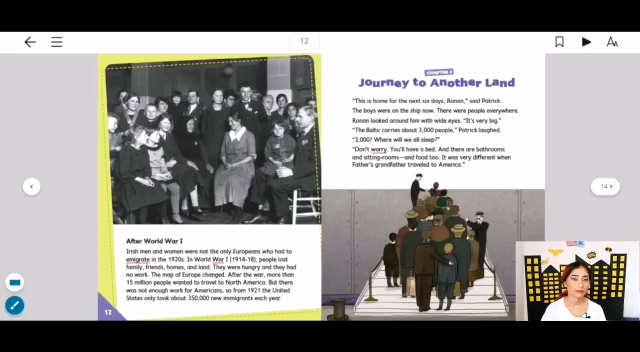 12
After World War I
Irish men and women were not the only Europeans who had to
emigrate in the 1920s. In World War I (1914-18), people lost
family, friends, homes, and land. They were hungry and they had
no work. The map of Europe changed. After the war, more than
15 million people wanted to travel to North America. But there
was not enough work for Americans, so from 1921 the United
States only took about 350,000 new immigrants each year.
12
CHAPTER 3
Journey to Another Land
"This is home for the next six days, Ronan," said Patrick.
The boys were on the ship now. There were people everywhere.
Ronan looked around him with wide eyes. "It's very big."
"The Baltic carries about 3,000 people," Patrick laughed.
"3,000? Where will we all sleep?"
"Don't worry. You'll have a bed. And there are bathrooms
and sitting-rooms—and food too. It was very different when
Father's grandfather traveled to America."
14